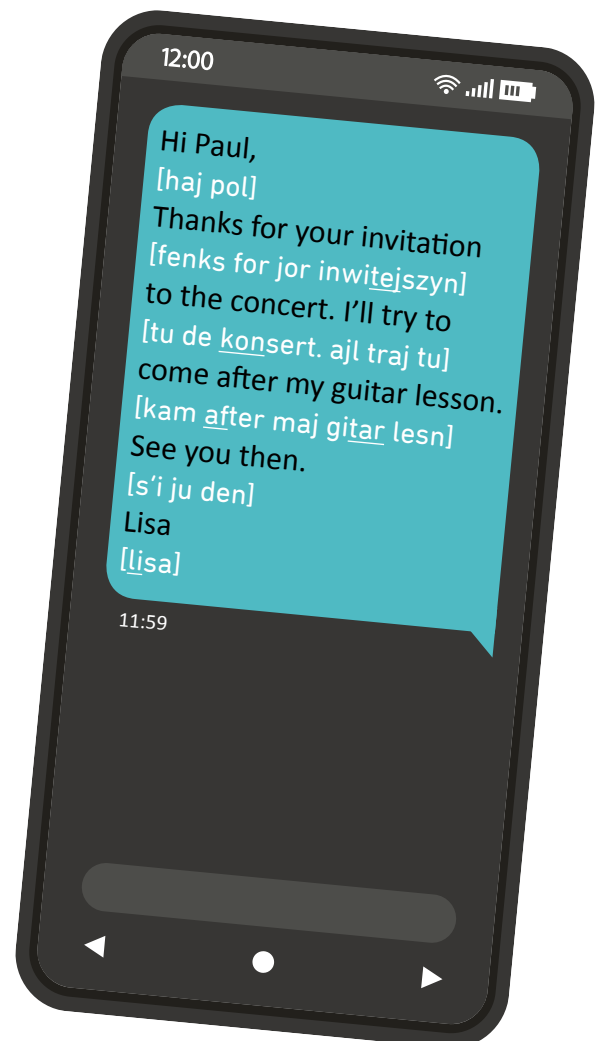 12:00
Hi Paul,
[haj pol]
Thanks for your invitation
[fenks for jor inwitejszyn]
to the concert. I'll try to
[tu de konsert. ajl traj tu]
come after my guitar lesson.
[kam after maj gitar lesn]
See you then.
[s'i ju den]
Lisa
[lisa]
11:59